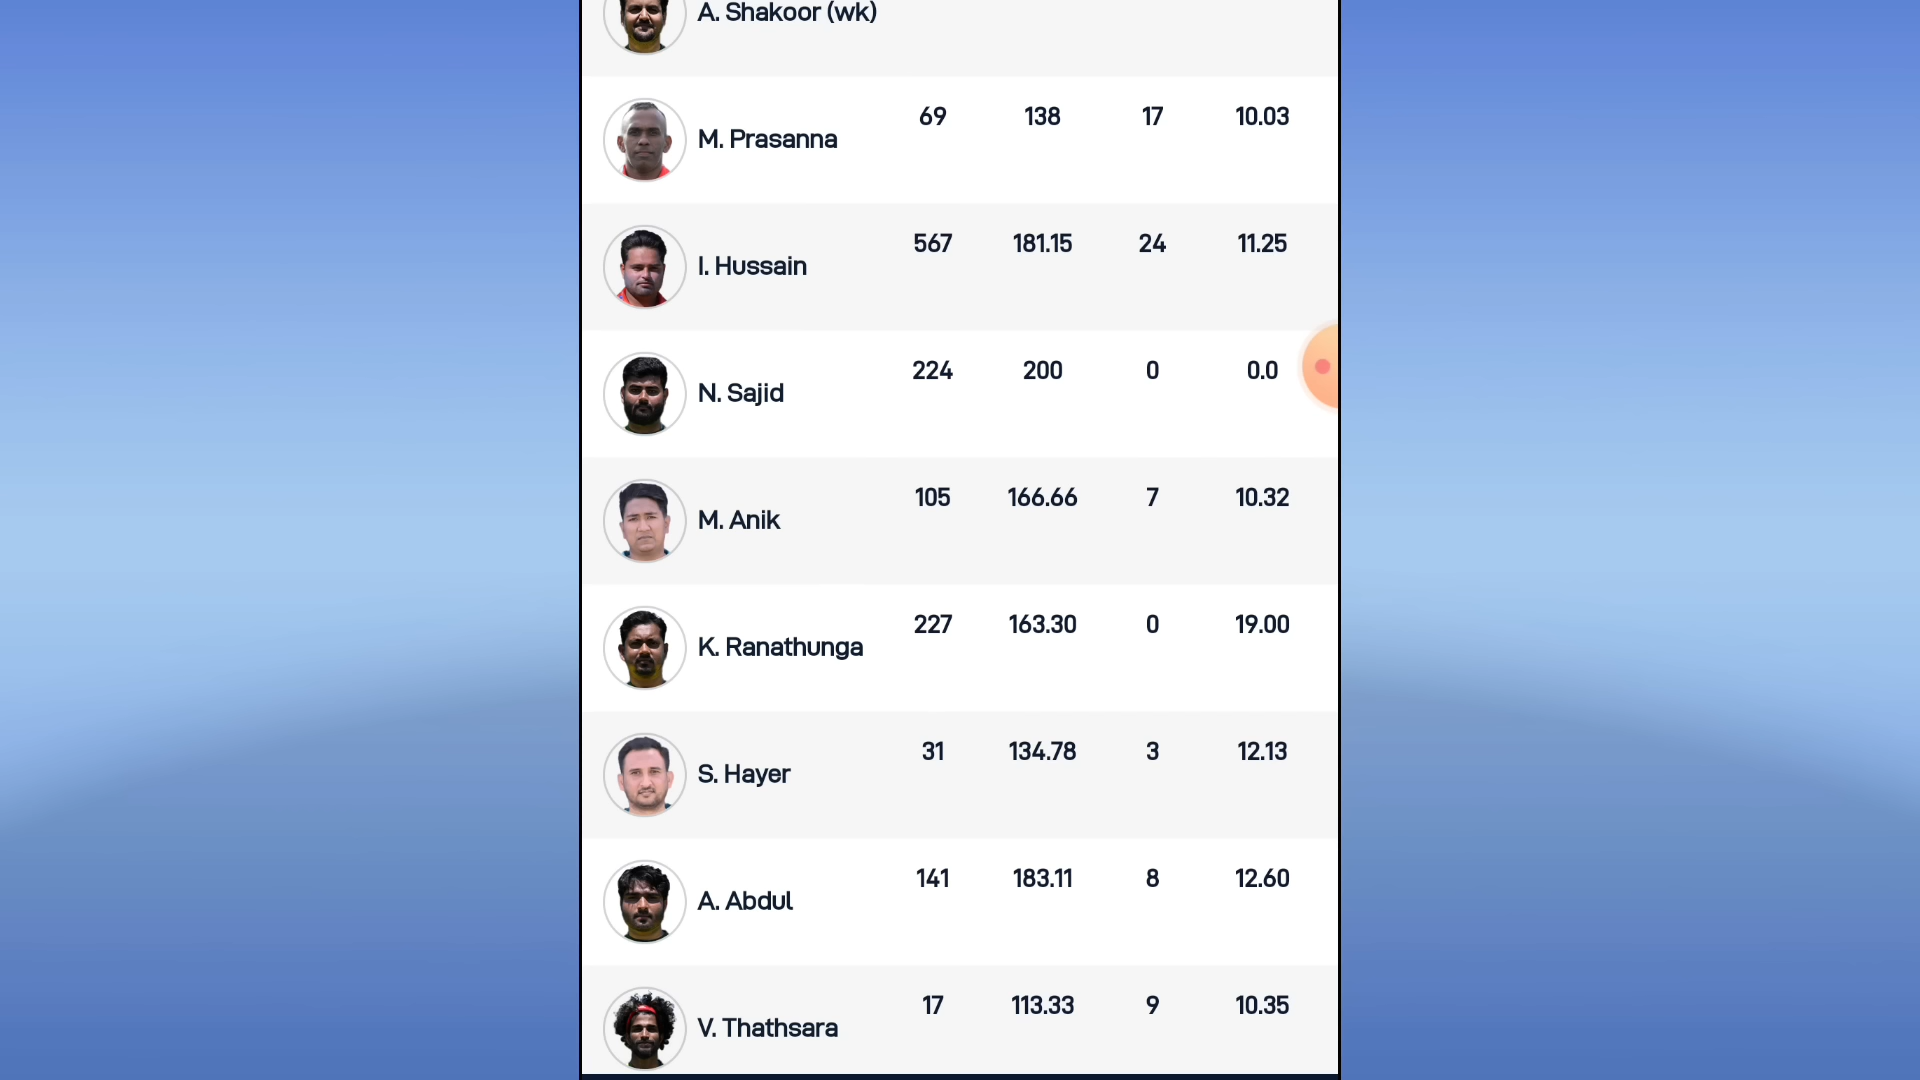 A. Shakoor (wk)
M. Prasanna 69 138 17 10.03
I. Hussain 567 181.15 24 11.25
N. Sajid 224 200 0 0.0
M. Anik 105 166.66 7 10.32
K. Ranathunga 227 163.30 0 19.00
S. Hayer 31 134.78 3 12.13
A. Abdul 141 183.11 8 12.60
V. Thathsara 17 113.33 9 10.35